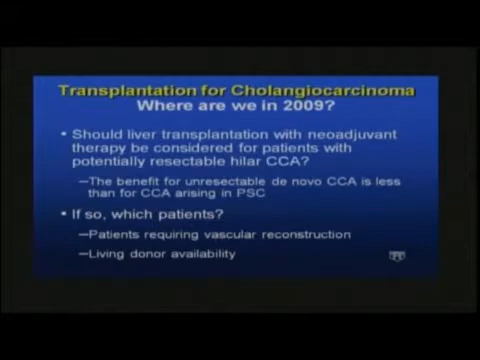 Transplantation for Cholangiocarcinoma
Where are we in 2009?
• Should liver transplantation with neoadjuvant
therapy be considered for patients with
potentially resectable hilar CCA?
–The benefit for unresectable de novo CCA is less
than for CCA arising in PSC
• If so, which patients?
–Patients requiring vascular reconstruction
–Living donor availability